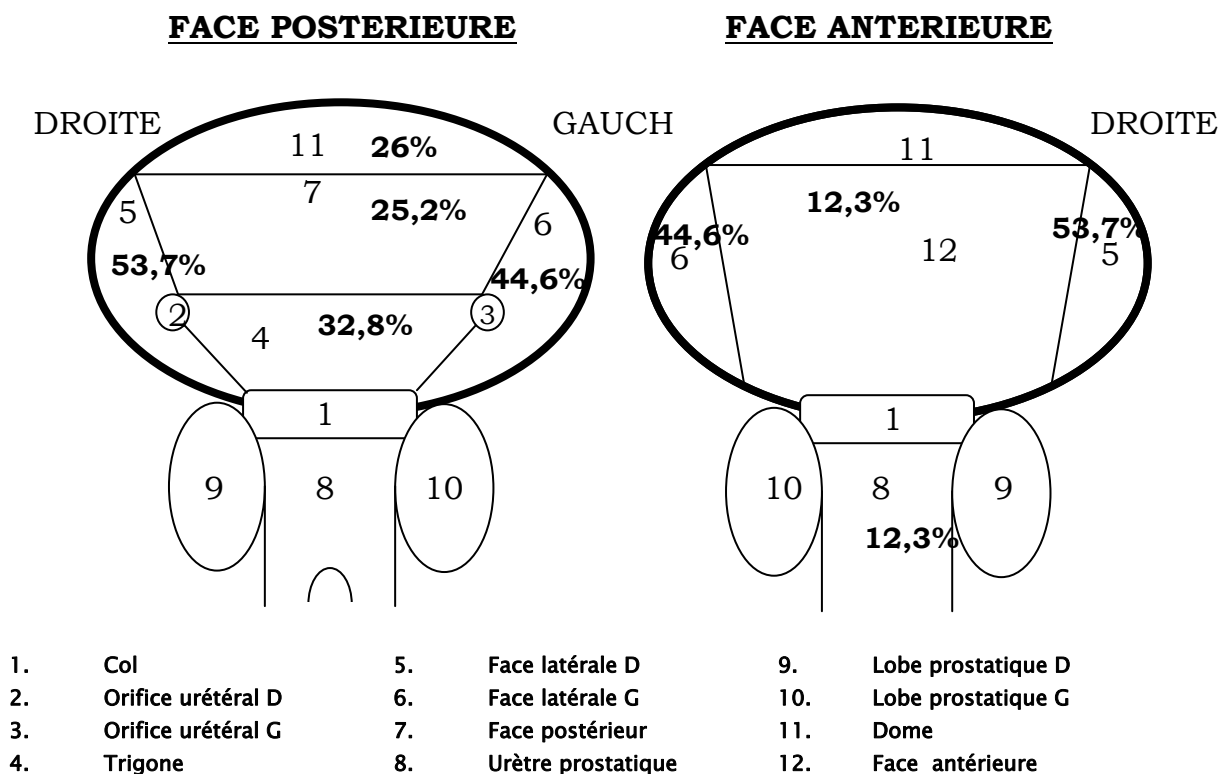 FACE POSTERIEURE FACE ANTERIEURE
DROITE GAUCH DROITE
11 26% 11
7
5 25,2% 6 12,3% 44,6% 53,7%
53,7% 44,6% 6 12 5
2 4 32,8% 3
1 1
9 8 10 10 8 9
12,3%
1. Col 5. Face latérale D 9. Lobe prostatique D
2. Orifice urétéral D 6. Face latérale G 10. Lobe prostatique G
3. Orifice urétéral G 7. Face postérieur 11. Dome
4. Trigone 8. Urètre prostatique 12. Face antérieure